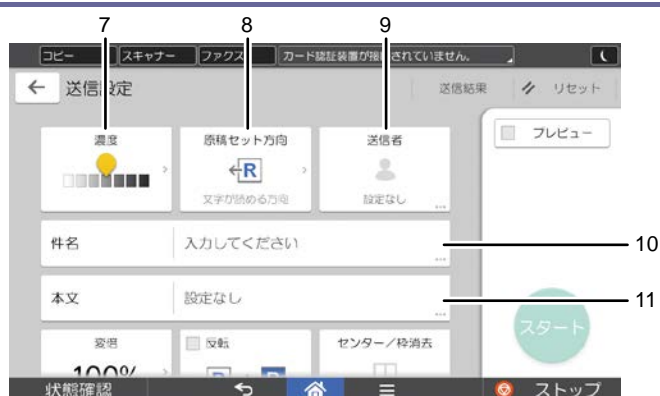 7 8 9
コピー スキャナー ファクス カード認証装置が接続されていません。
送信設定 送信結果 リセット
濃度 原稿セット方向 送信者 プレビュー
R
文字が読める方向 設定なし
件名 入力してください 10
本文 設定なし 11
スタート
変倍 反転 センター/枠消去
100%
状態確認 ストップ